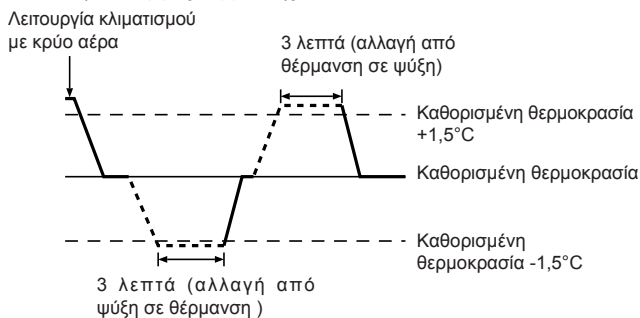 Λειτουργία κλιματισμού
με κρύο αέρα
3 λεπτά (αλλαγή από
θέρμανση σε ψύξη)
Καθορισμένη θερμοκρασία
+1,5°C
Καθορισμένη θερμοκρασία
Καθορισμένη
θερμοκρασία -1,5°C
3 λεπτά (αλλαγή από
ψύξη σε θέρμανση )